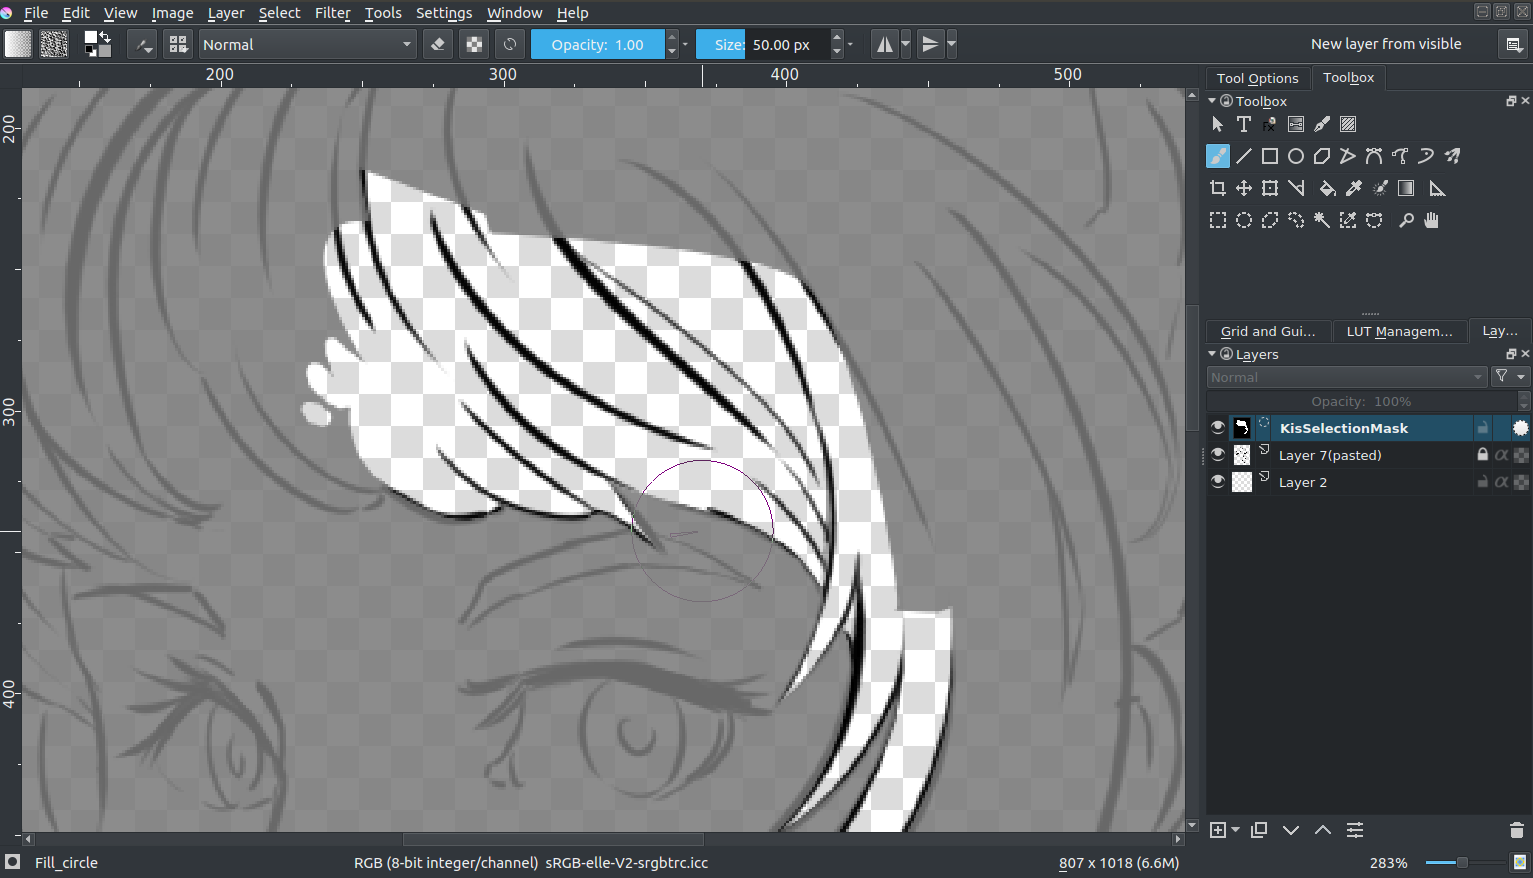 File Edit View Image Layer Select Filter Tools Settings Window Help
Normal
Opacity: 1.00
Size: 50.00 px
New layer from visible
200 300 400 500
200
300
400
Tool Options Toolbox
Toolbox
Grid and Gui... LUT Managem... Lay...
Layers
Normal
Opacity: 100%
KisSelectionMask
Layer 7(pasted)
Layer 2
Fill_circle RGB (8-bit integer/channel) sRGB-elle-V2-srgbtrc.icc 807 x 1018 (6.6M) 283%